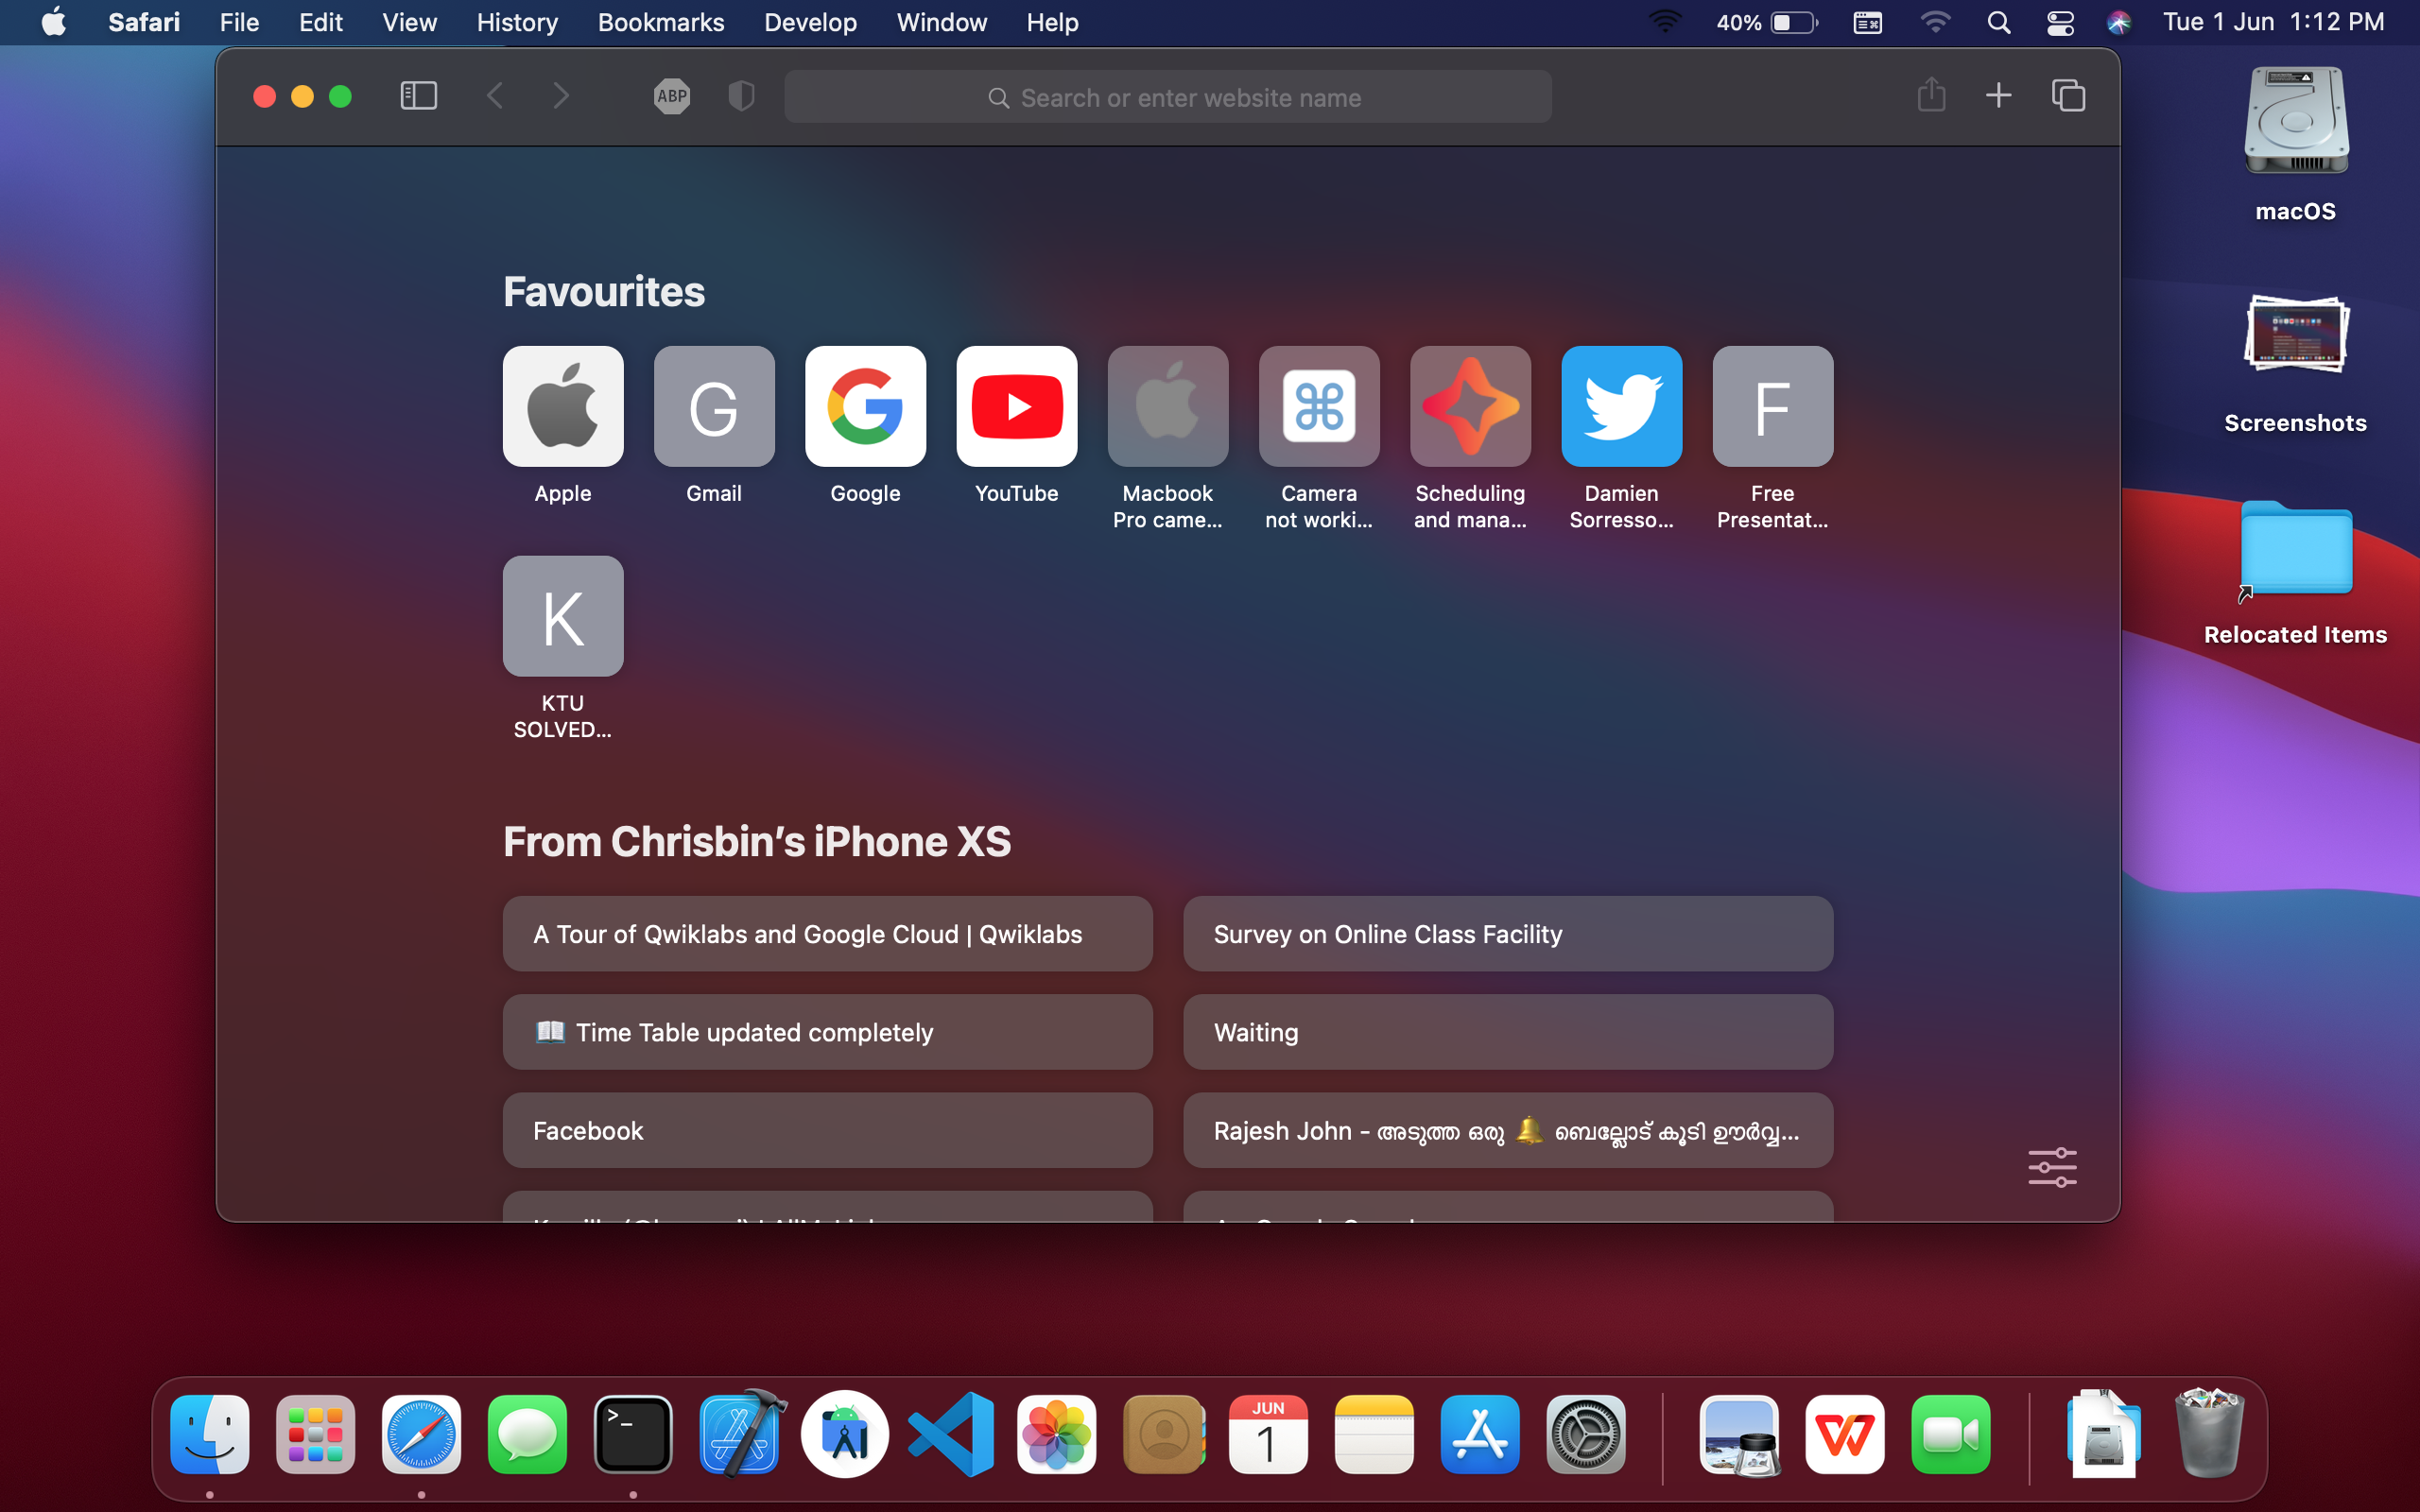 Safari File Edit View History Bookmarks Develop Window Help 40% Tue 1 Jun 1:12 PM
ABP Search or enter website name
macOS
Screenshots
Relocated Items
Favourites
G F
Apple Gmail Google YouTube Macbook Pro came... Camera not worki... Scheduling and mana... Damien Sorresso... Free Presentat...
K
KTU
SOLVED...
From Chrisbin's iPhone XS
A Tour of Qwiklabs and Google Cloud | Qwiklabs
Survey on Online Class Facility
📖 Time Table updated completely
Waiting
Facebook
Rajesh John - അടുത്ത ഒരു 🔔 ബെല്ലോട് കൂടി ഊർവ്വ...
>_
JUN
1